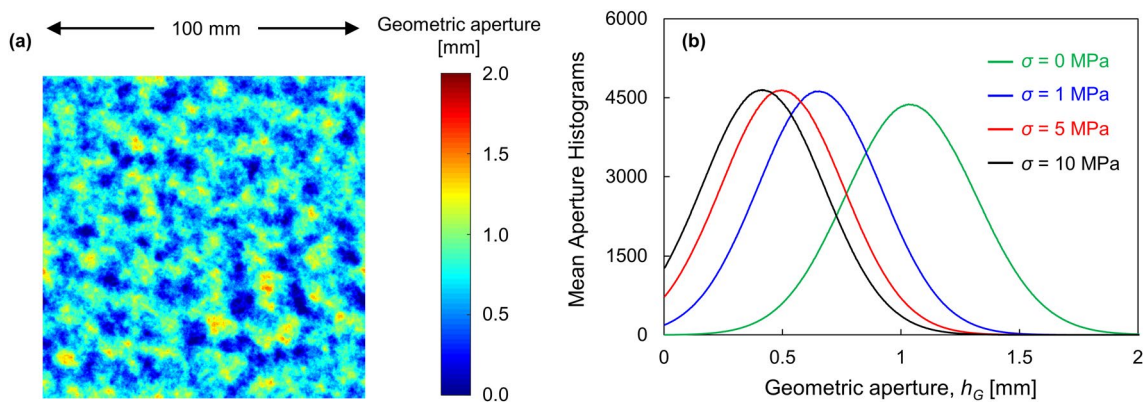 (a)
100 mm
Geometric aperture
[mm]
2.0
1.5
1.0
0.5
0.0
(b)
Mean Aperture Histograms
6000
4500
3000
1500
0
σ = 0 MPa
σ = 1 MPa
σ = 5 MPa
σ = 10 MPa
0 0.5 1 1.5 2
Geometric aperture, h_G [mm]